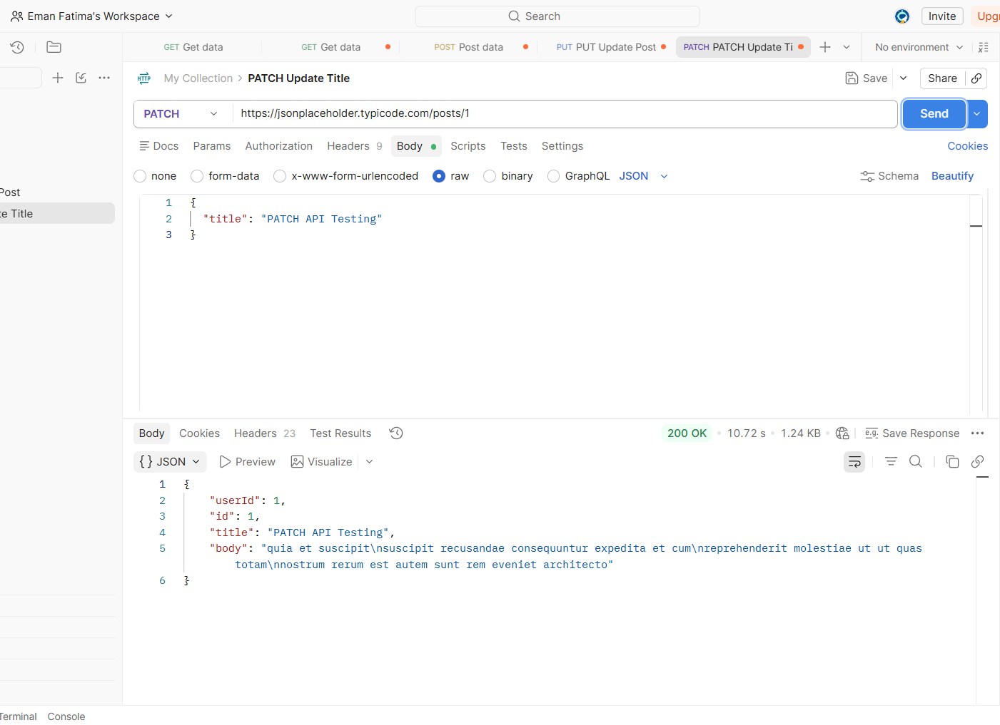 Eman Fatima's Workspace
Search
Invite
Upgr
GET Get data
GET Get data
POST Post data
PUT PUT Update Post
PATCH PATCH Update Ti
No environment
HTTP My Collection > PATCH Update Title
Save
Share
PATCH
https://jsonplaceholder.typicode.com/posts/1
Send
Docs Params Authorization Headers 9 Body Scripts Tests Settings
Cookies
none form-data x-www-form-urlencoded raw binary GraphQL JSON
Schema Beautify
Post
te Title
1 {
2 "title": "PATCH API Testing"
3 }
Body Cookies Headers 23 Test Results
200 OK • 10.72 s • 1.24 KB •
e.g. Save Response
{} JSON Preview Visualize
1 {
2 "userId": 1,
3 "id": 1,
4 "title": "PATCH API Testing",
5 "body": "quia et suscipit\nsuscipit recusandae consequuntur expedita et cum\nreprehenderit molestiae ut ut quas
totam\nnostrum rerum est autem sunt rem eveniet architecto"
6 }
Terminal Console